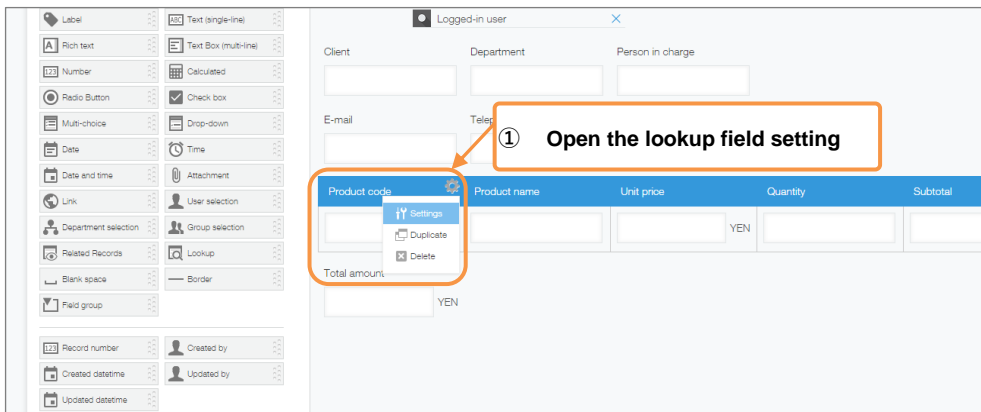 Label
Text (single-line)
Rich text
Text Box (multi-line)
Number
Calculated
Radio Button
Check box
Multi-choice
Drop-down
Date
Time
Date and time
Attachment
Link
User selection
Department selection
Group selection
Related Records
Lookup
Blank space
Border
Field group
Record number
Created by
Created datetime
Updated by
Updated datetime
Logged-in user
Client
Department
Person in charge
E-mail
① Open the lookup field setting
Product code
Product name
Unit price
Quantity
Subtotal
Settings
Duplicate
Delete
YEN
Total amount
YEN